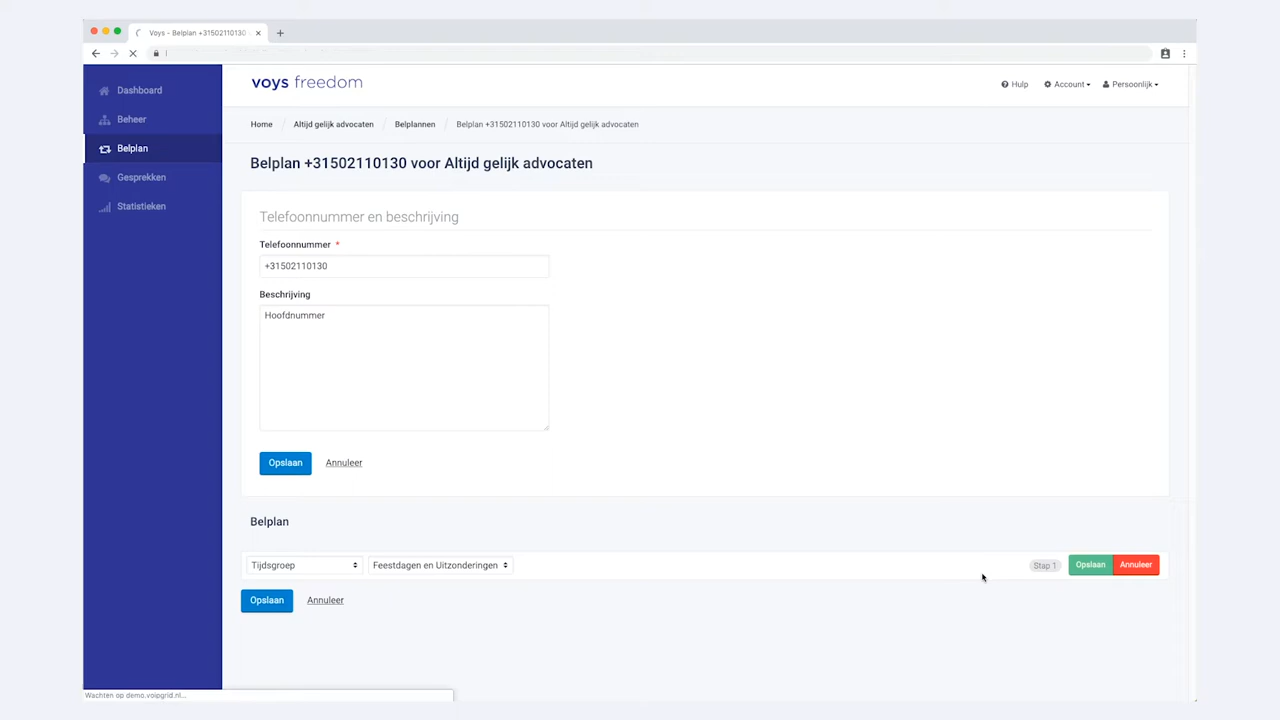 Voys - Belplan +31502110130
voys freedom
Hulp
Account
Persoonlijk
Dashboard
Beheer
Belplan
Gesprekken
Statistieken
Home / Altijd gelijk advocaten / Belplannen / Belplan +31502110130 voor Altijd gelijk advocaten
Belplan +31502110130 voor Altijd gelijk advocaten
Telefoonnummer en beschrijving
Telefoonnummer *
+31502110130
Beschrijving
Hoofdnummer
Opslaan Annuleer
Belplan
Tijdsgroep Feestdagen en Uitzonderingen Stap 1 Opslaan Annuleer
Opslaan Annuleer
Wachten op demo.voipgrid.nl...